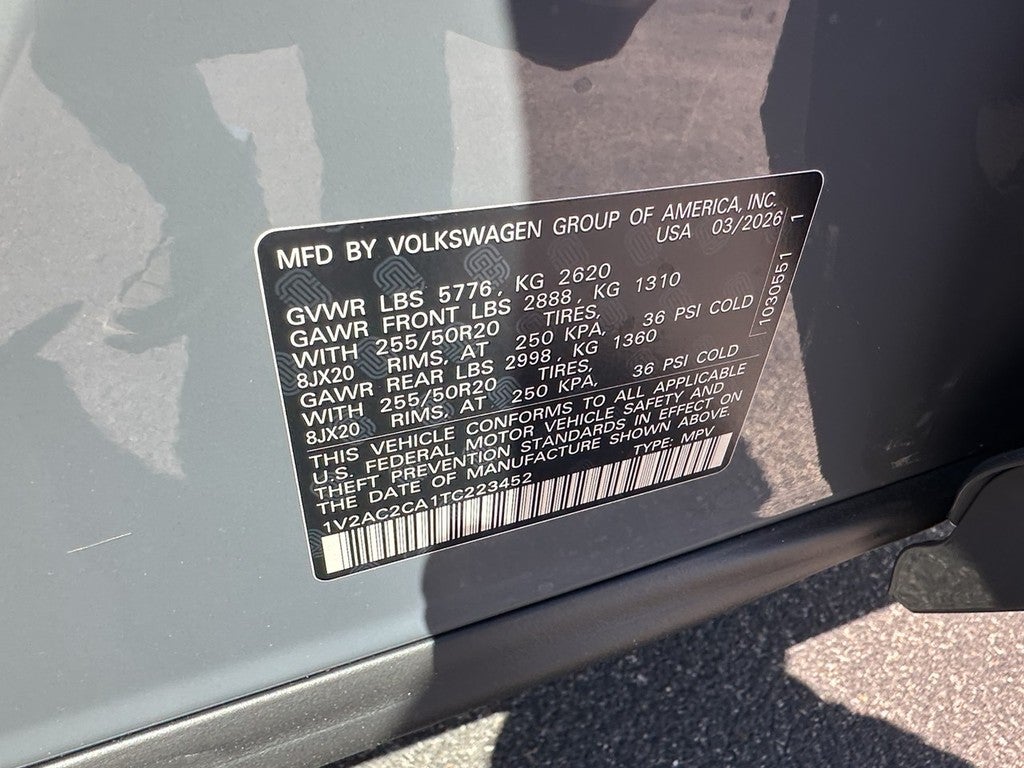 MFD BY VOLKSWAGEN GROUP OF AMERICA, INC.
USA 03/2026
GVWR LBS 5776, KG 2620
GAWR FRONT LBS 2888, KG 1310
WITH 255/50R20 TIRES,
8JX20 RIMS, AT 250 KPA, 36 PSI COLD
GAWR REAR LBS 2998, KG 1360
WITH 255/50R20 TIRES,
8JX20 RIMS, AT 250 KPA, 36 PSI COLD
THIS VEHICLE CONFORMS TO ALL APPLICABLE
U.S. FEDERAL MOTOR VEHICLE SAFETY AND
THEFT PREVENTION STANDARDS IN EFFECT ON
THE DATE OF MANUFACTURE SHOWN ABOVE.
1V2AC2CA1TC223452 TYPE: MPV
1030551 1